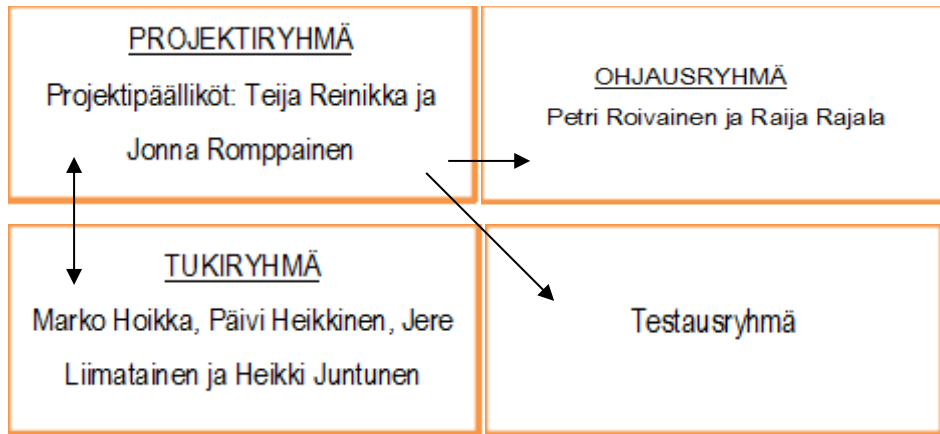 PROJEKTIRYHMÄ
Projektipäälliköt: Teija Reinikka ja
Jonna Romppainen
OHJAUSRYHMÄ
Petri Roivainen ja Raija Rajala
TUKIRYHMÄ
Marko Hoikka, Päivi Heikkinen, Jere
Liimatainen ja Heikki Juntunen
Testausryhmä